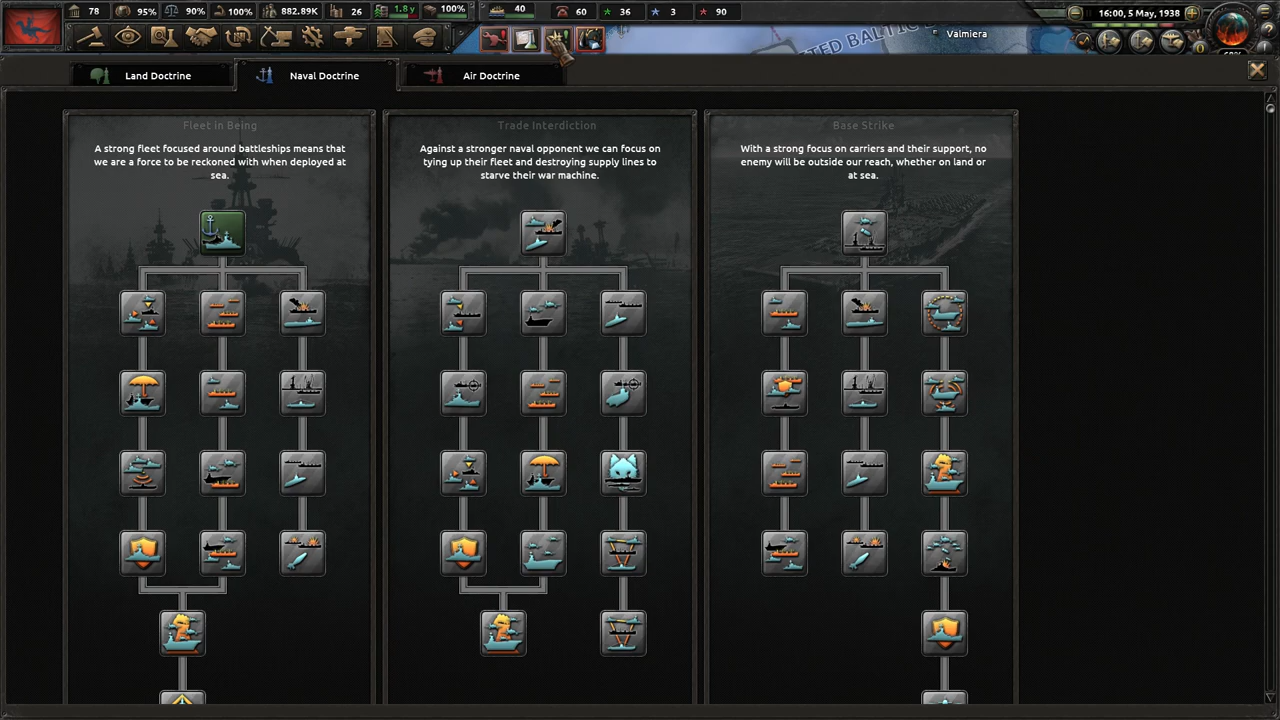 78 95% 90% 100% 882.89K 26 1.8 y 100% 40 60 36 3 90 16:00, 5 May, 1938
TED BALTIC
Valmiera
Land Doctrine Naval Doctrine Air Doctrine
Fleet in Being
A strong fleet focused around battleships means that
we are a force to be reckoned with when deployed at
sea.
Trade Interdiction
Against a stronger naval opponent we can focus on
tying up their fleet and destroying supply lines to
starve their war machine.
Base Strike
With a strong focus on carriers and their support, no
enemy will be outside our reach, whether on land or
at sea.